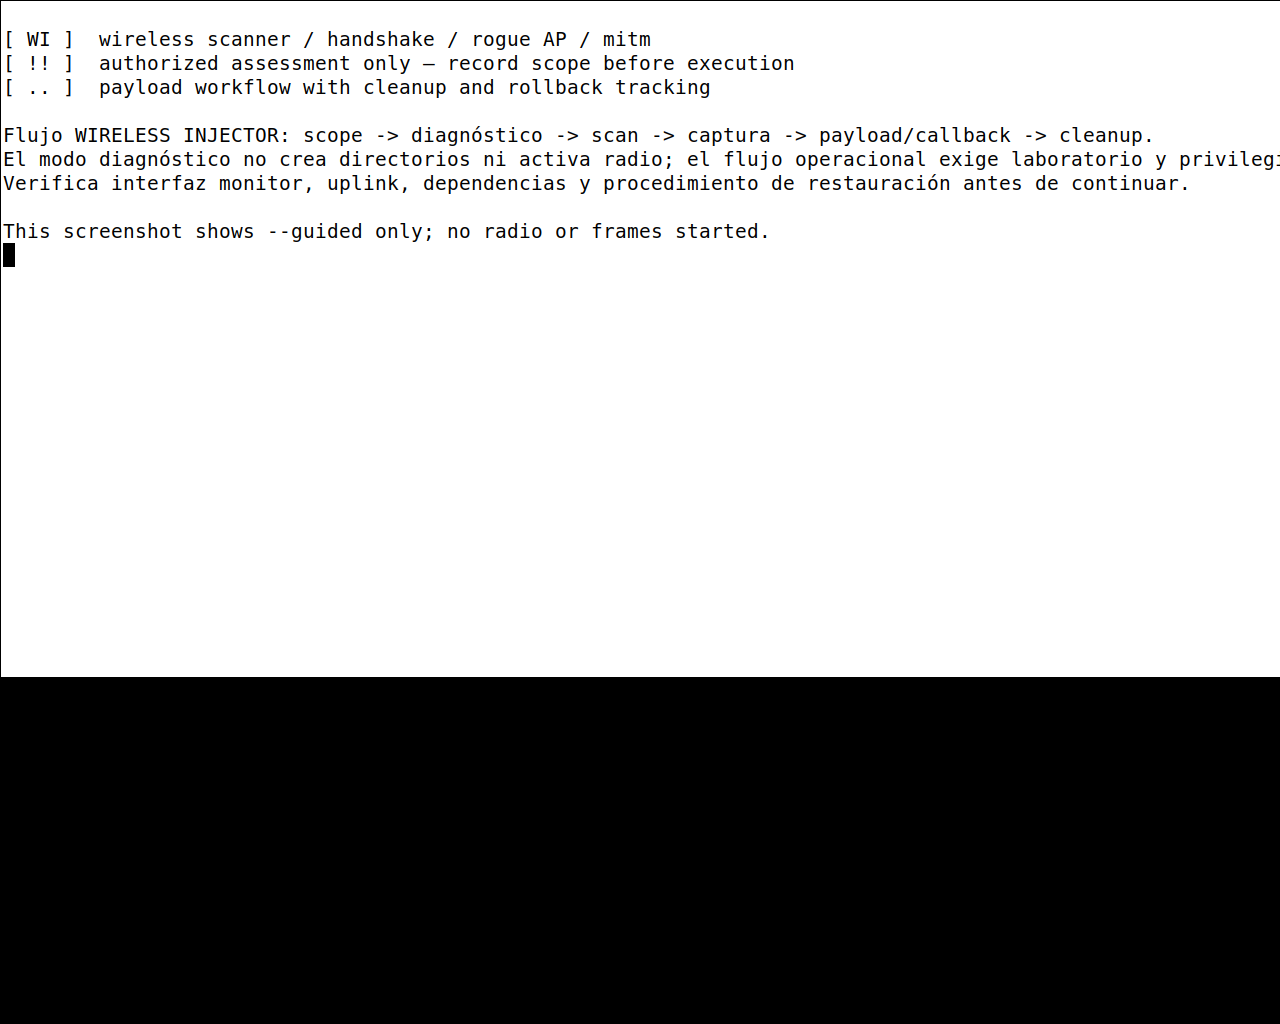 [ WI ]  wireless scanner / handshake / rogue AP / mitm
[ !! ]  authorized assessment only — record scope before execution
[ .. ]  payload workflow with cleanup and rollback tracking
Flujo WIRELESS INJECTOR: scope -> diagnóstico -> scan -> captura -> payload/callback -> cleanup.
El modo diagnóstico no crea directorios ni activa radio; el flujo operacional exige laboratorio y
Verifica interfaz monitor, uplink, dependencias y procedimiento de restauración antes de continuar.
This screenshot shows --guided only; no radio or frames started.